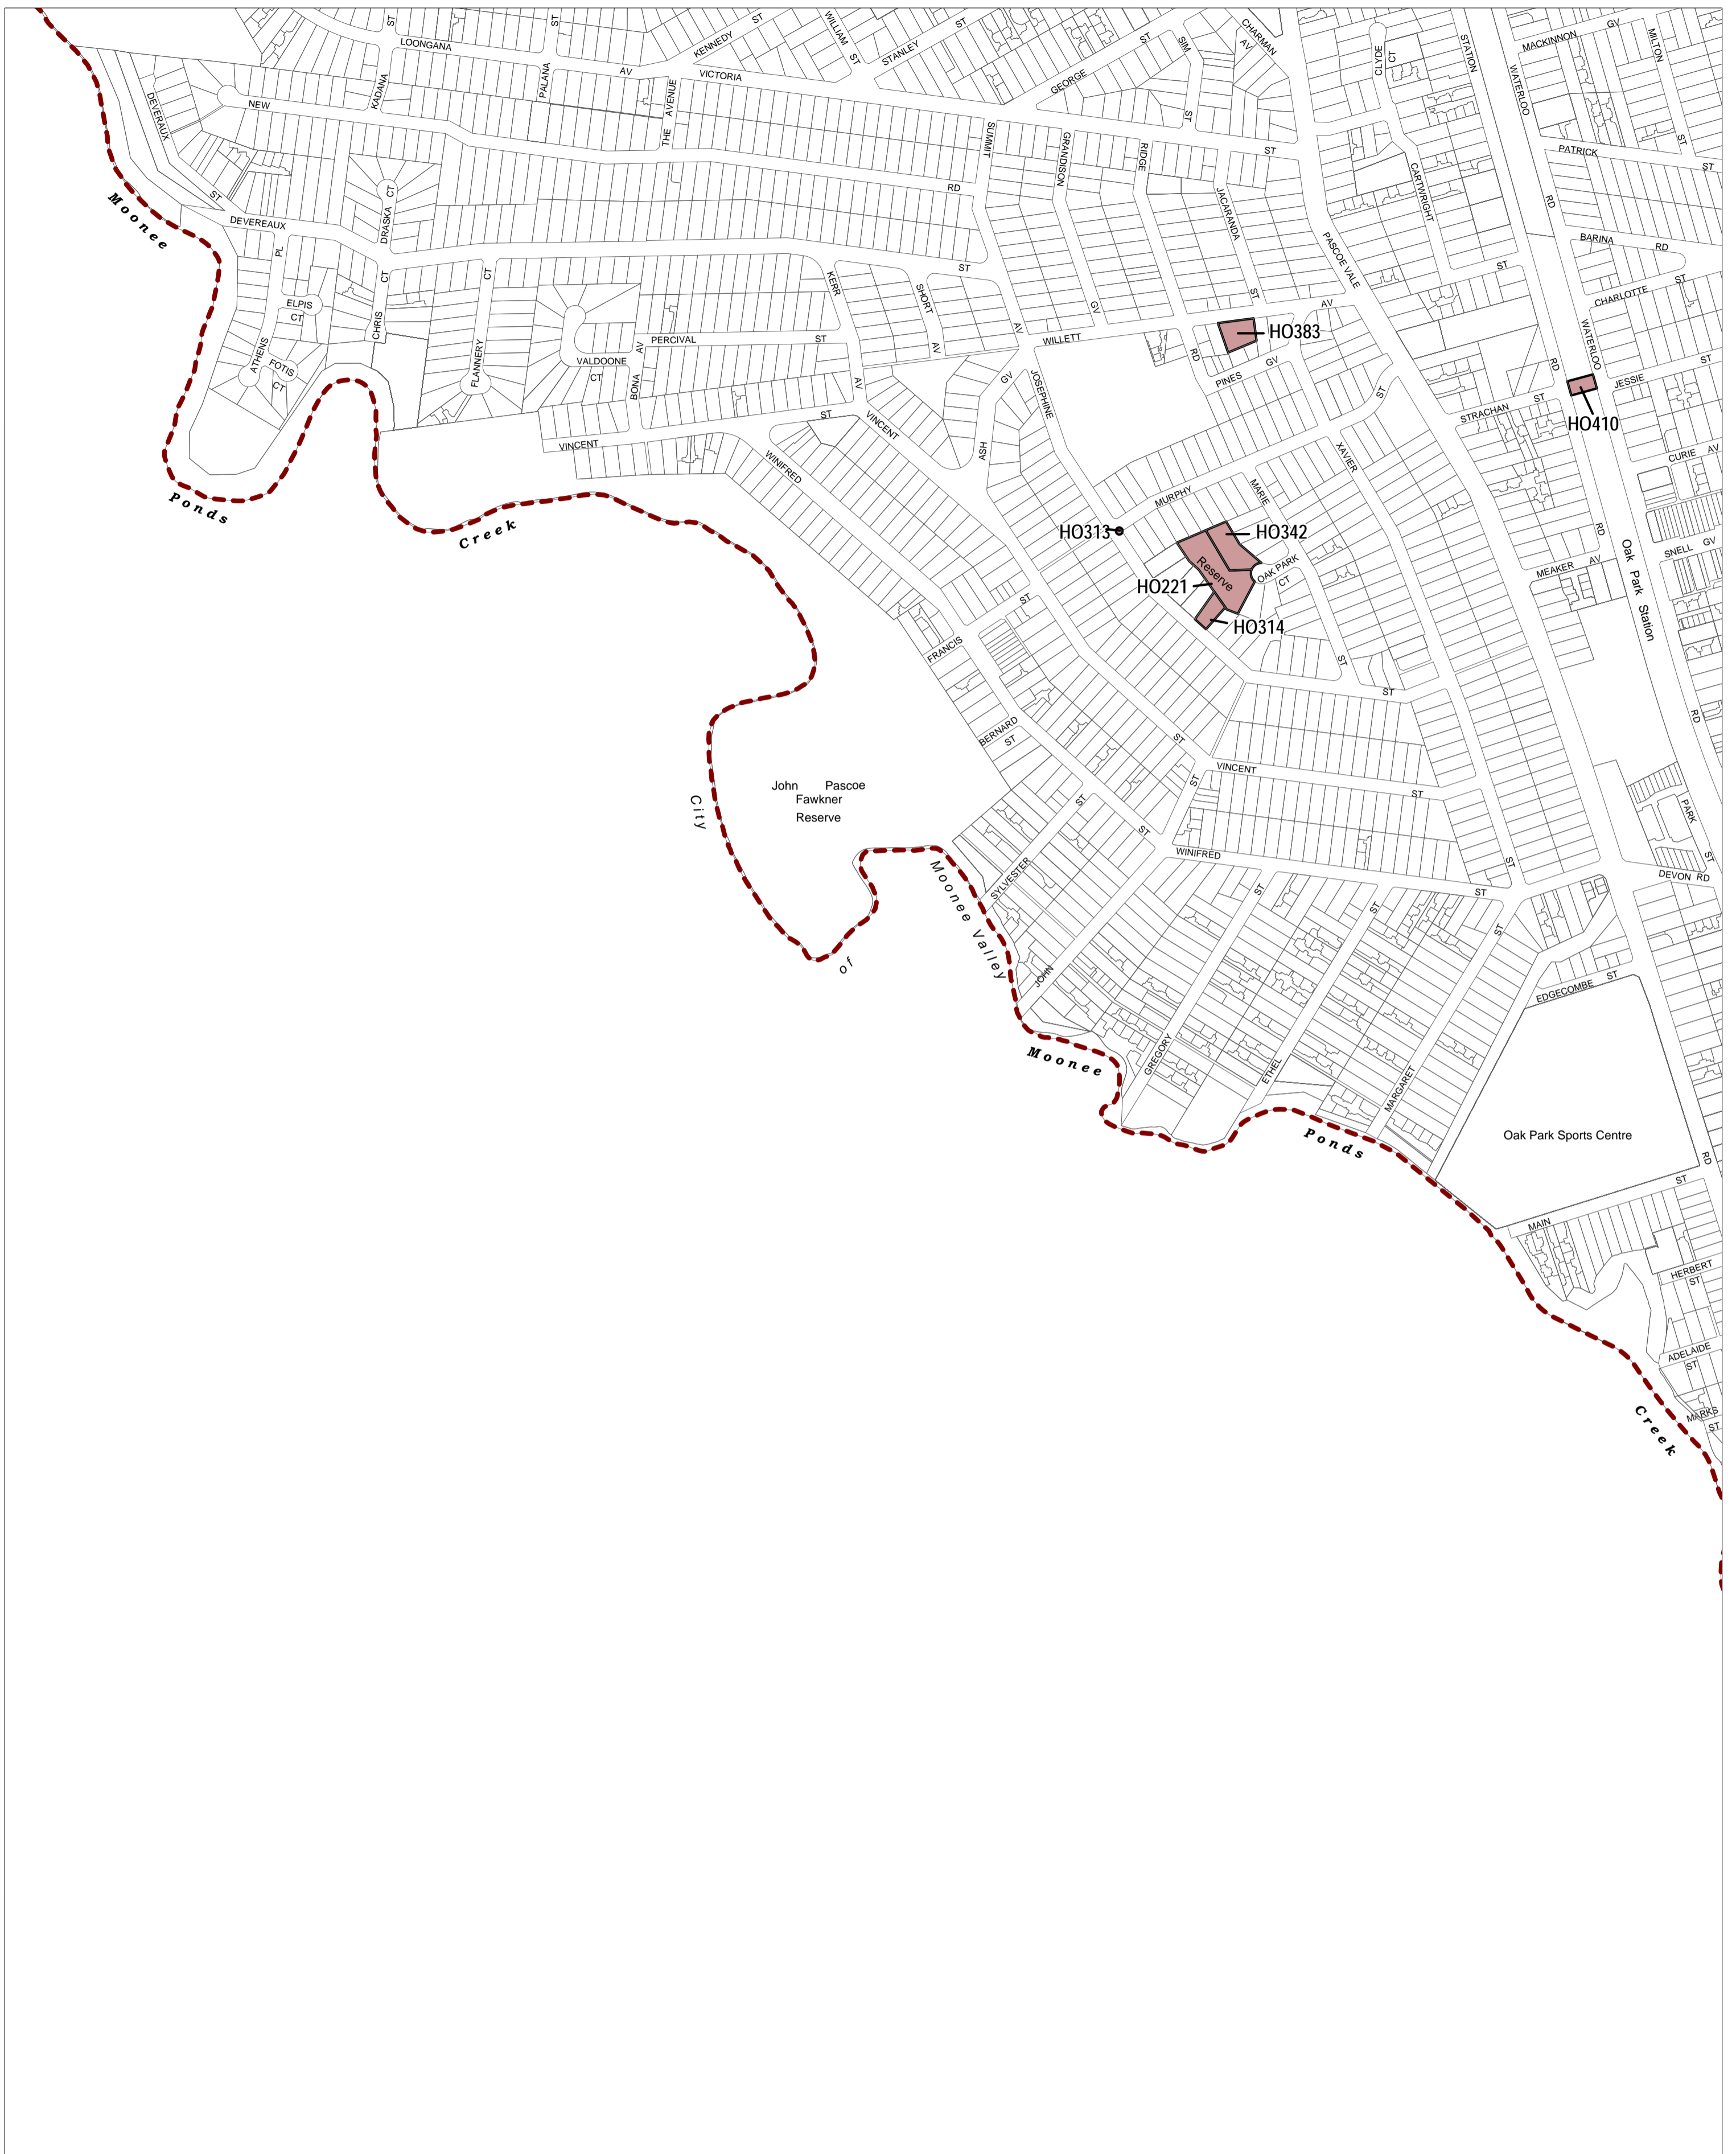 ST
ST
LOONGANA
KENNEDY
ST
WILLIAM
ST
STANLEY
ST
ST
SIM
ST
CHARMAN
AV
CLYDE
CT
STATION
MACKINNON
GV
MILTON
ST
KADANA
PALANA
AV
THE AVENUE
VICTORIA
GEORGE
WATERLOO
RD
DEVERAUX
ST
NEW
RD
SUMMIT
AV
GRANDISON
GV
RIDGE
RD
ST
JACARANDA
ST
CARTWRIGHT
ST
PATRICK
ST
Moonee
DEVEREAUX
DRASKA CT
PL
CT
CHRIS
CT
FLANNERY
ST
KERR
AV
SHORT
AV
PASCOE VALE
BARINA
RD
CHARLOTTE
ST
ELPIS
CT
ATHENS
FOTIS
CT
PERCIVAL
ST
VALDOONE
CT
BONA
AV
WILLETT
AV
HO383
WATERLOO
RD
PINES
GV
JESSIE
ST
JOSEPHINE
GV
ASH
STRACHAN
ST
HO410
VINCENT
ST
VINCENT
ST
XAVIER
CURIE AV
WINIFRED
MURPHY
MARIE
Ponds
Creek
HO313
HO342
Reserve
OAK PARK
CT
HO221
HO314
RD
Oak Park Station
SNELL GV
MEAKER AV
ST
FRANCIS
ST
ST
BERNARD
ST
ST
RD
VINCENT
ST
ST
John Pascoe
Fawkner
Reserve
City
ST
ST
PARK
ST
WINIFRED
ST
ST
DEVON RD
Moonee Valley
SYLVESTER
ST
ST
ST
of
JOHN
EDGECOMBE
ST
Moonee
GREGORY
ETHEL
MARGARET
Ponds
Oak Park Sports Centre
RD
ST
MAIN
HERBERT
ST
ADELAIDE
ST
Creek
MARKS
ST